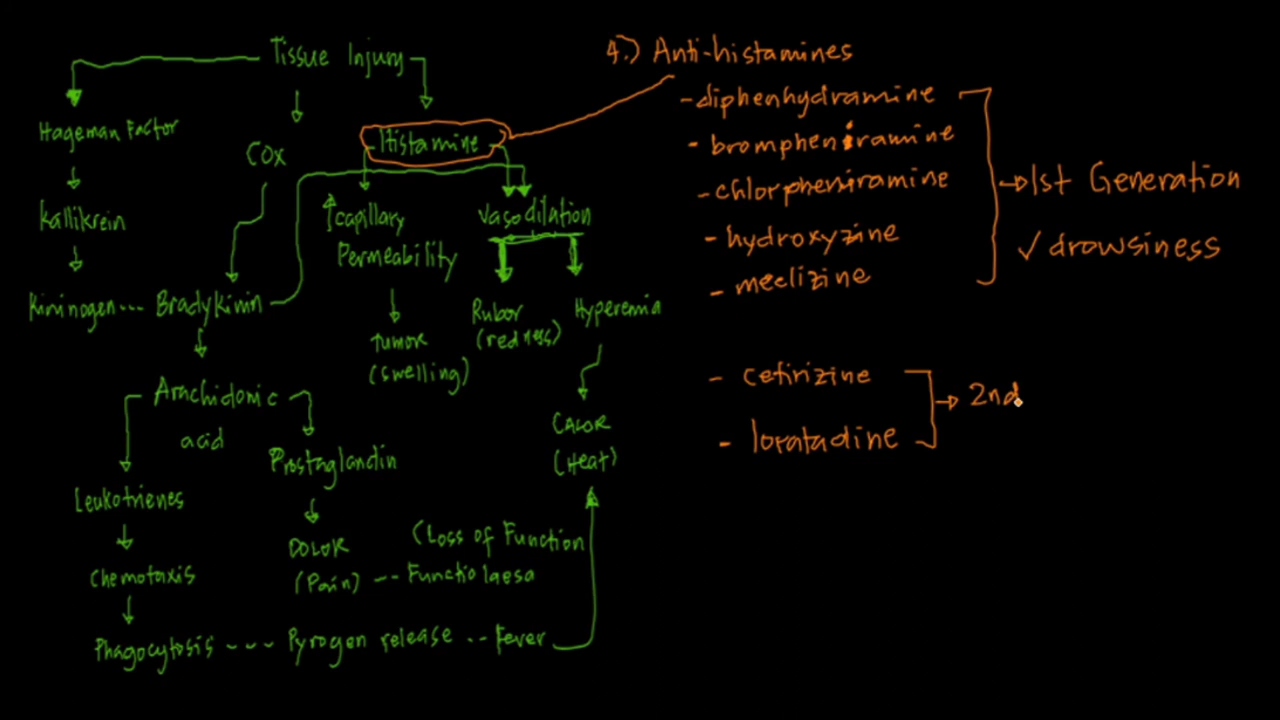 Tissue Injury
Hageman Factor
COX
Histamine
Kallikrein
↑capillary
Permeability
Vasodilation
Kininogen... Bradykinin
Tumor
(swelling)
Rubor
(redness)
Hyperemia
Arachidonic
acid
CALOR
(Heat)
Leukotrienes
Prostaglandin
Chemotaxis
DOLOR
(Pain) -- Functiolaesa
(Loss of Function
Phagocytosis --- Pyrogen release -- Fever
4.) Anti-histamines
-diphenhydramine
- brompheniramine
-chlorpheniramine
- hydroxyzine
- meclizine
1st Generation
✓ drowsiness
- cetirizine
- loratadine
2nd